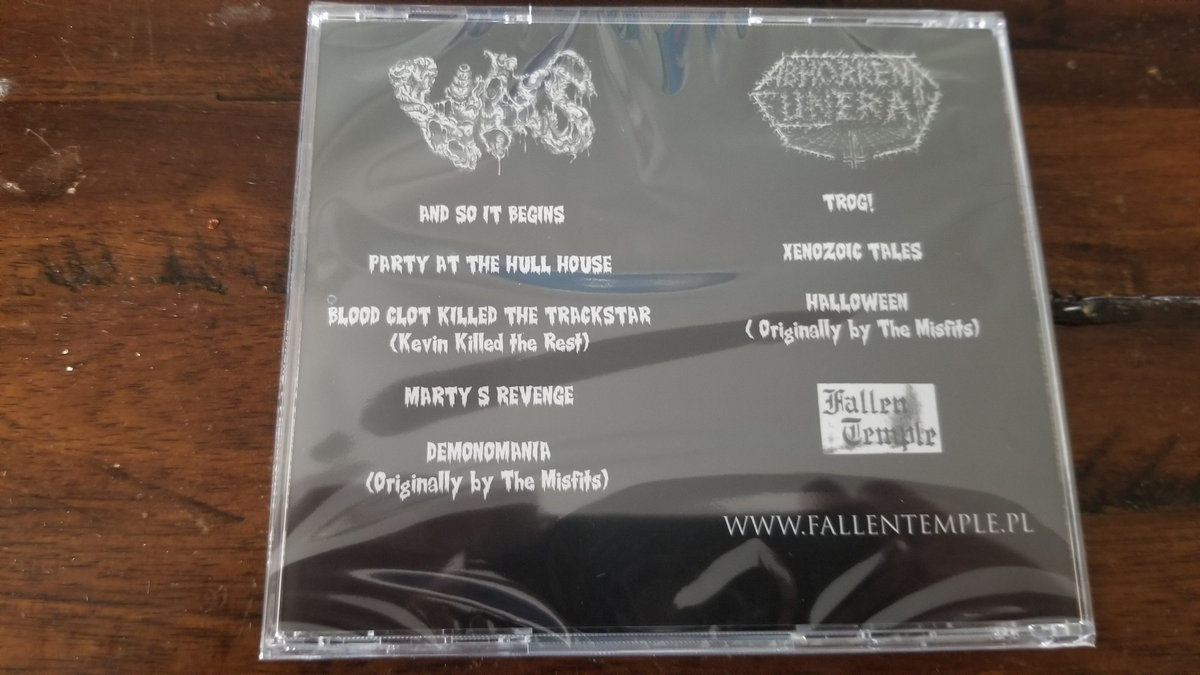 ABHORRENT
FUNERAL
AND SO IT BEGINS
PARTY AT THE HULL HOUSE
BLOOD CLOT KILLED THE TRACKSTAR
(Kevin Killed the Rest)
MARTY S REVENGE
DEMONOMANIA
(Originally by The Misfits)
TROG!
XENOZOIC TALES
HALLOWEEN
( Originally by The Misfits)
Fallen
Temple
WWW.FALLENTEMPLE.PL